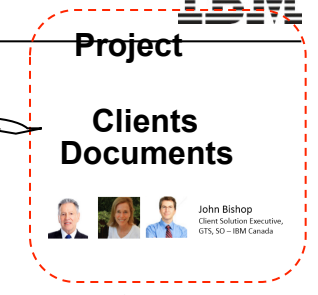 IBM
Project
Clients
Documents
John Bishop
Client Solution Executive,
GTS, SO – IBM Canada